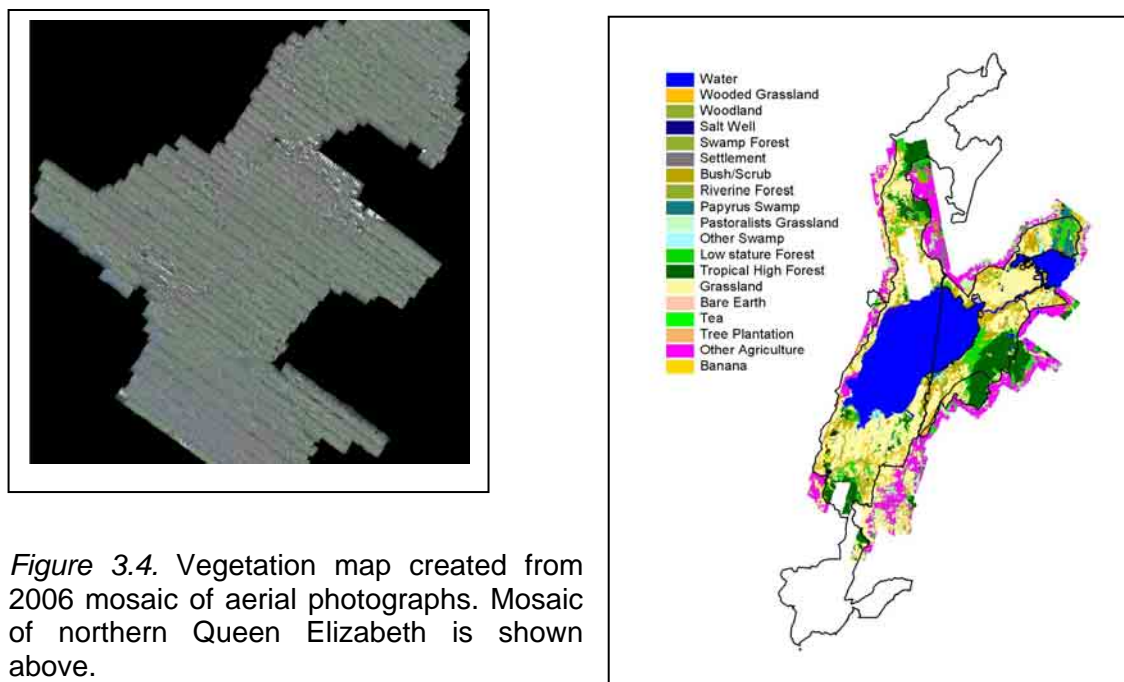 Water
Wooded Grassland
Woodland
Salt Well
Swamp Forest
Settlement
Bush/Scrub
Riverine Forest
Papyrus Swamp
Pastoralists Grassland
Other Swamp
Low stature Forest
Tropical High Forest
Grassland
Bare Earth
Tea
Tree Plantation
Other Agriculture
Banana
Figure 3.4. Vegetation map created from
2006 mosaic of aerial photographs. Mosaic
of northern Queen Elizabeth is shown
above.